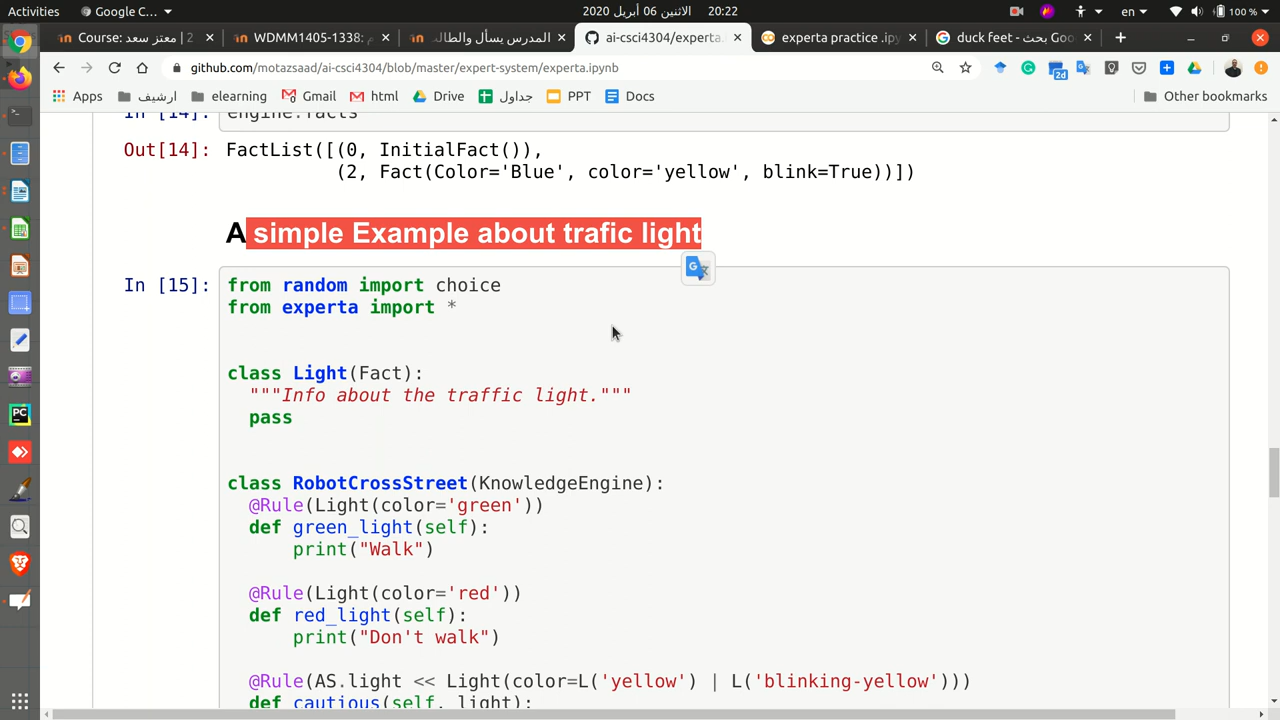 Activities Google C... الاثنين 06 أبريل 2020 20:22 en 100 %
Course: معتز سعد | 2 WDMM1405-1338: المدرس يسأل والطالب ai-csci4304/experta. experta practice .ipy duck feet - بحث Goo
github.com/motazsaad/ai-csci4304/blob/master/expert-system/experta.ipynb 2d
Apps ارشيف elearning Gmail html Drive جداول PPT Docs Other bookmarks
In [14]: engine.facts
Out[14]: FactList([(0, InitialFact()),
(2, Fact(Color='Blue', color='yellow', blink=True))])
A simple Example about trafic light
In [15]: from random import choice
from experta import *
class Light(Fact):
"""Info about the traffic light."""
pass
class RobotCrossStreet(KnowledgeEngine):
@Rule(Light(color='green'))
def green_light(self):
print("Walk")
@Rule(Light(color='red'))
def red_light(self):
print("Don't walk")
@Rule(AS.light << Light(color=L('yellow') | L('blinking-yellow')))
def cautious(self, light):